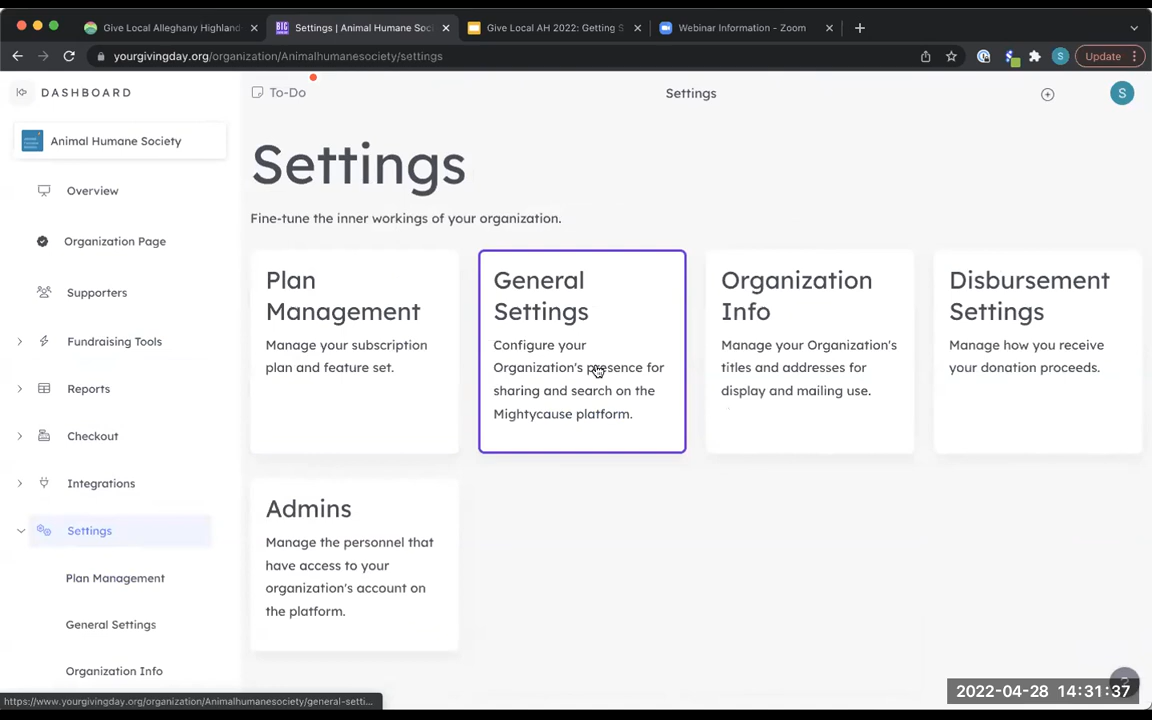 Give Local Alleghany Highland
Settings | Animal Humane Soci
Give Local AH 2022: Getting S
Webinar Information - Zoom
yourgivingday.org/organization/Animalhumanesociety/settings
S
Update
DASHBOARD
To-Do
Settings
S
Animal Humane Society
Overview
Organization Page
Supporters
Fundraising Tools
Reports
Checkout
Integrations
Settings
Plan Management
General Settings
Organization Info
Settings
Fine-tune the inner workings of your organization.
Plan
Management
Manage your subscription
plan and feature set.
General
Settings
Configure your
Organization's presence for
sharing and search on the
Mightycause platform.
Organization
Info
Manage your Organization's
titles and addresses for
display and mailing use.
Disbursement
Settings
Manage how you receive
your donation proceeds.
Admins
Manage the personnel that
have access to your
organization's account on
the platform.
https://www.yourgivingday.org/organization/Animalhumanesociety/general-setti...
?
2022-04-28 14:31:37